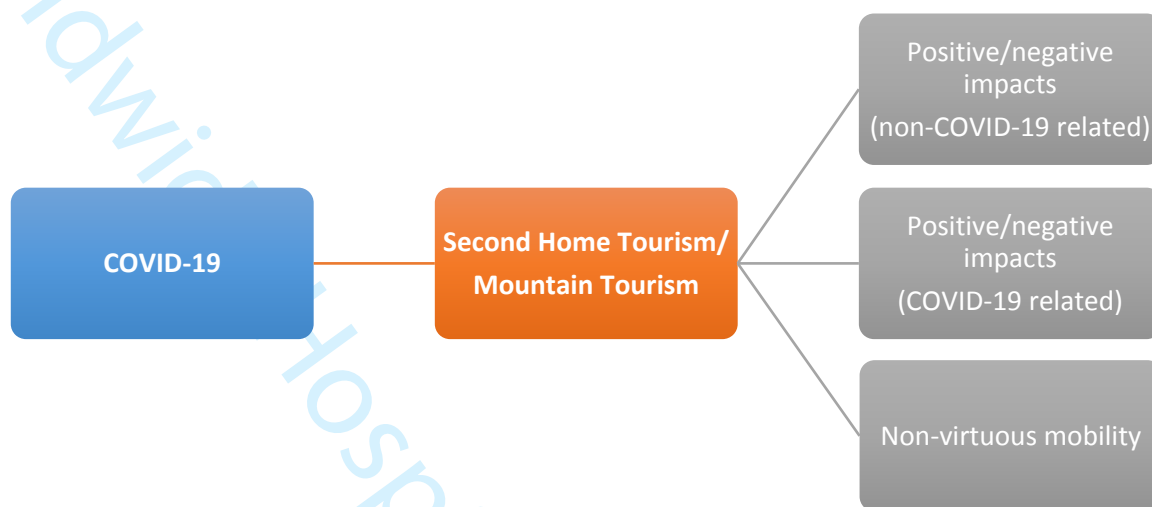 Positive/negative
impacts
(non-COVID-19 related)
COVID-19
Second Home Tourism/
Mountain Tourism
Positive/negative
impacts
(COVID-19 related)
Non-virtuous mobility